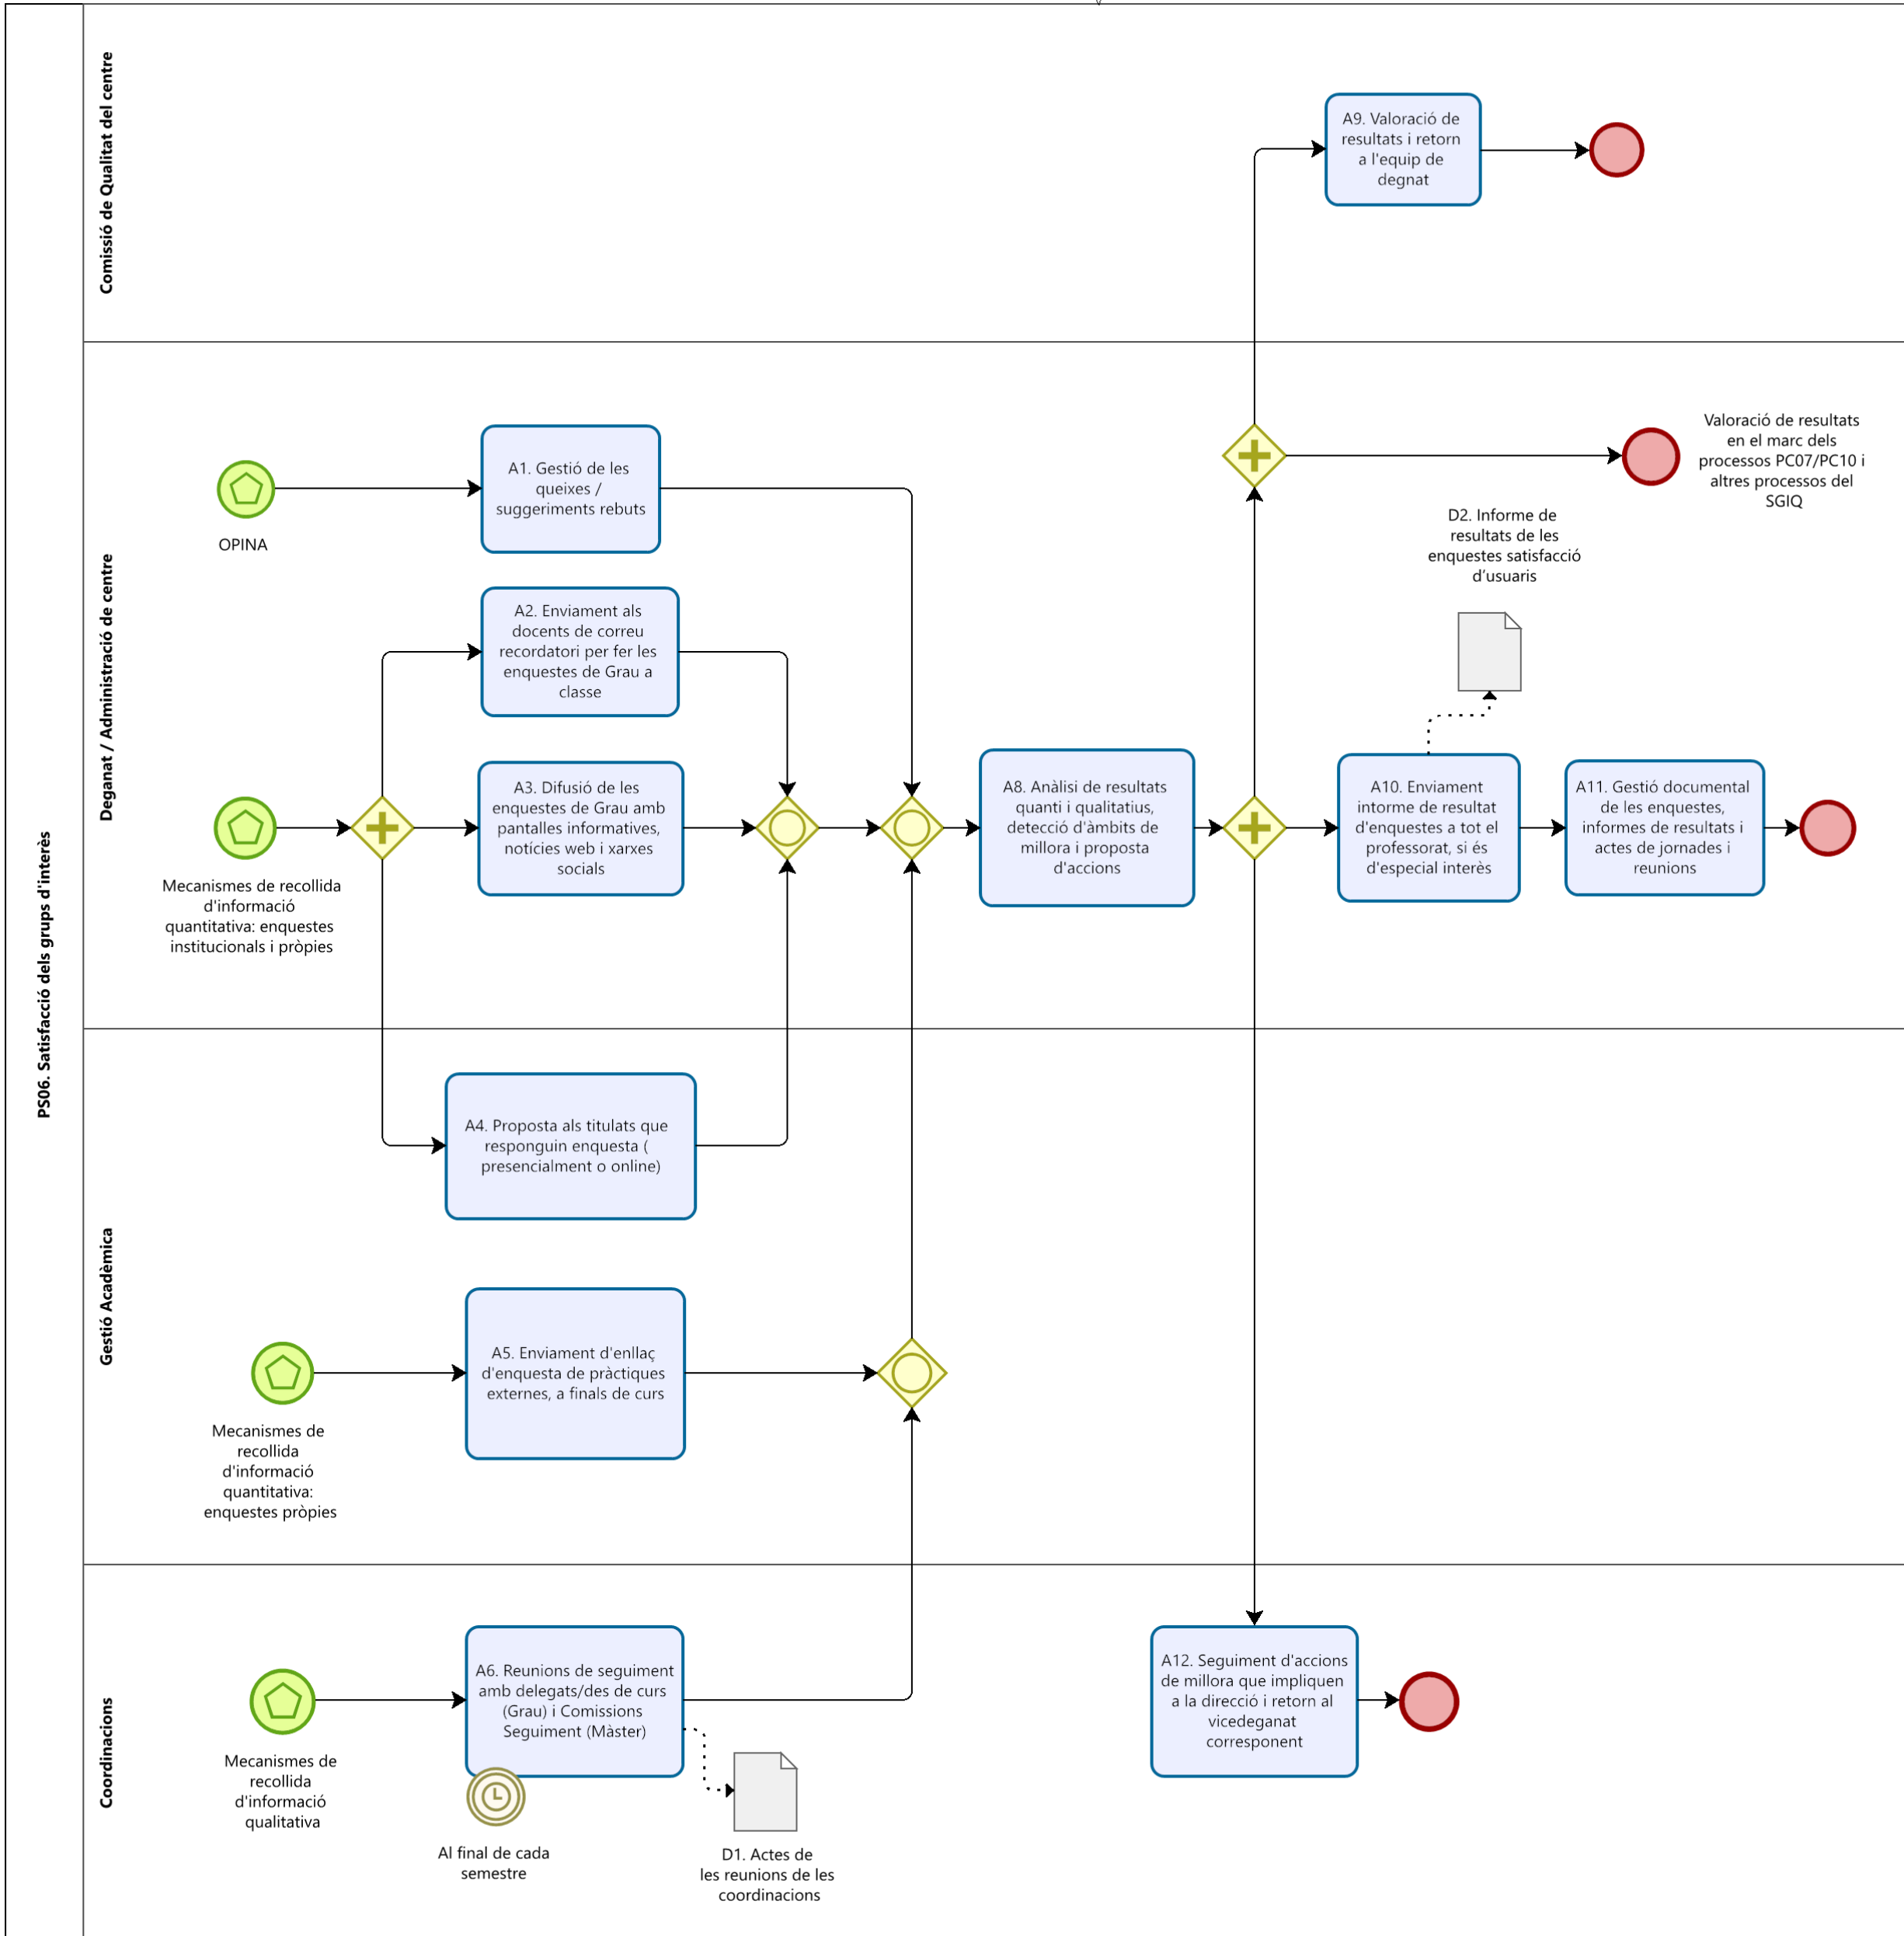 PS06. Satisfacció dels grups d'interès
Comissió de Qualitat del centre
A9. Valoració de
resultats i retorn
a l'equip de
degnat
Deganat / Administració de centre
OPINA
A1. Gestió de les
queixes /
suggeriments rebuts
Valoració de resultats
en el marc dels
processos PC07/PC10 i
altres processos del
SGIQ
D2. Informe de
resultats de les
enquestes satisfacció
d'usuaris
A2. Enviament als
docents de correu
recordatori per fer les
enquestes de Grau a
classe
Mecanismes de recollida
d'informació
quantitativa: enquestes
institucionals i pròpies
A3. Difusió de les
enquestes de Grau amb
pantalles informatives,
notícies web i xarxes
socials
A8. Anàlisi de resultats
quanti i qualitatius,
detecció d'àmbits de
millora i proposta
d'accions
A10. Enviament
intorme de resultat
d'enquestes a tot el
professorat, si és
d'especial interès
A11. Gestió documental
de les enquestes,
informes de resultats i
actes de jornades i
reunions
Gestió Acadèmica
A4. Proposta als titulats que
responguin enquesta (
presencialment o online)
Mecanismes de
recollida
d'informació
quantitativa:
enquestes pròpies
A5. Enviament d'enllaç
d'enquesta de pràctiques
externes, a finals de curs
Coordinacions
Mecanismes de
recollida
d'informació
qualitativa
A6. Reunions de seguiment
amb delegats/des de curs
(Grau) i Comissions
Seguiment (Màster)
Al final de cada
semestre
D1. Actes de
les reunions de les
coordinacions
A12. Seguiment d'accions
de millora que impliquen
a la direcció i retorn al
vicedeganat
corresponent